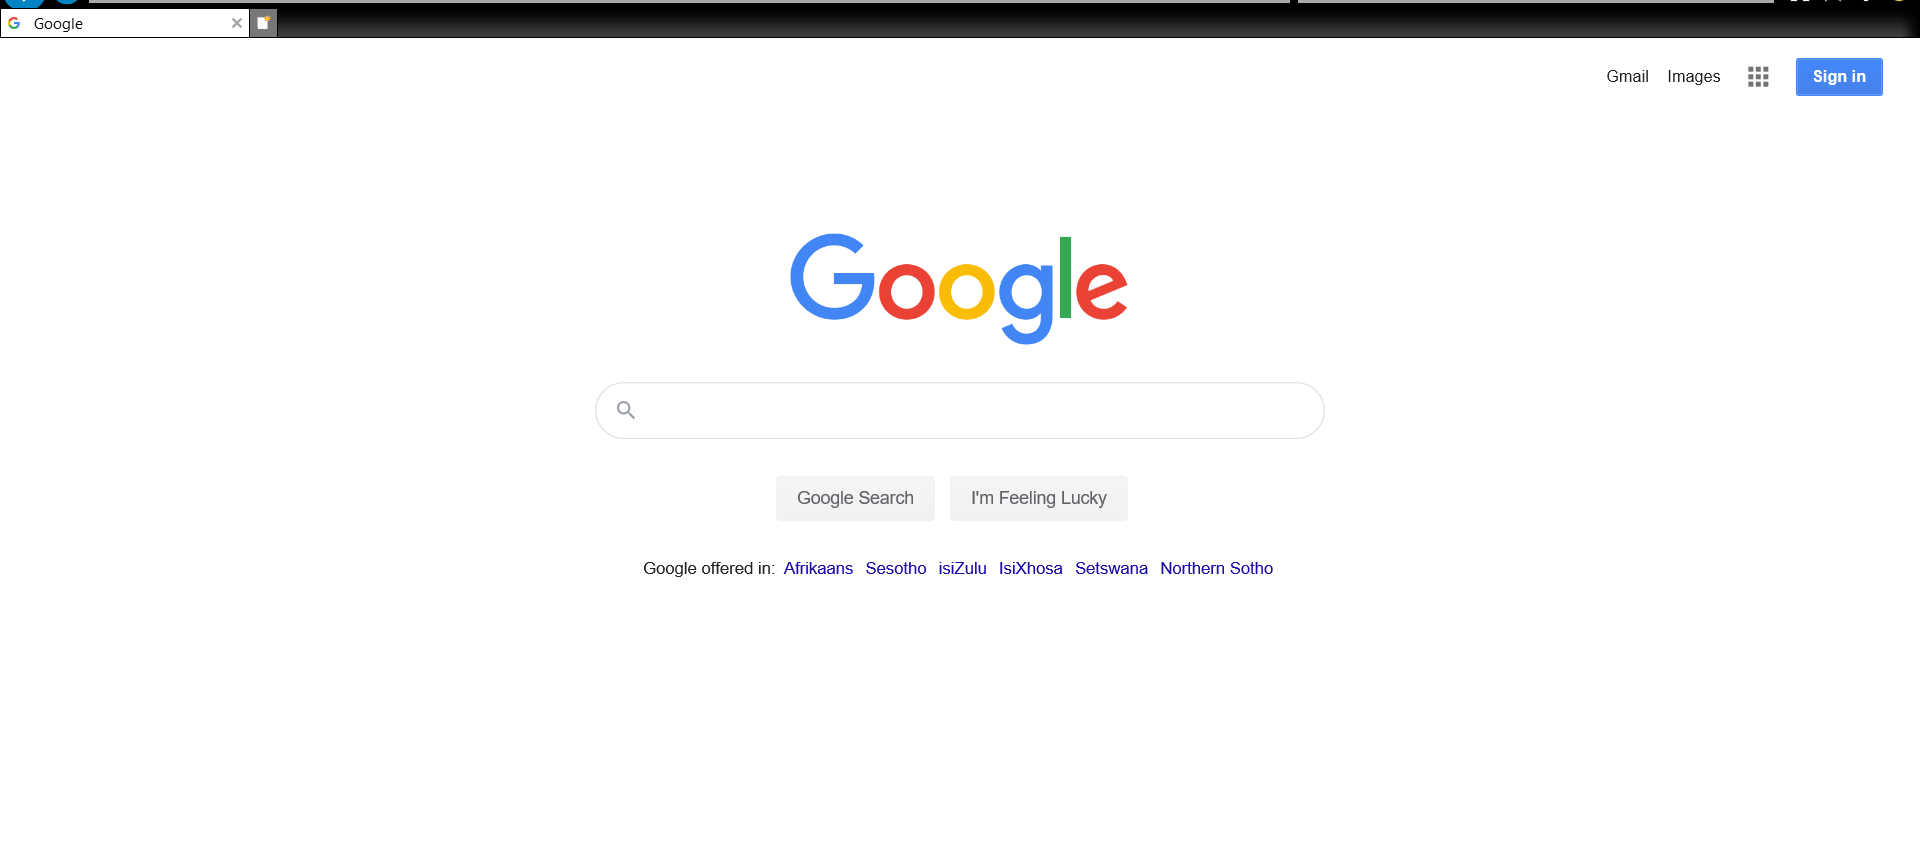 Google
Gmail Images Sign in
Google
Google Search I'm Feeling Lucky
Google offered in: Afrikaans Sesotho isiZulu IsiXhosa Setswana Northern Sotho